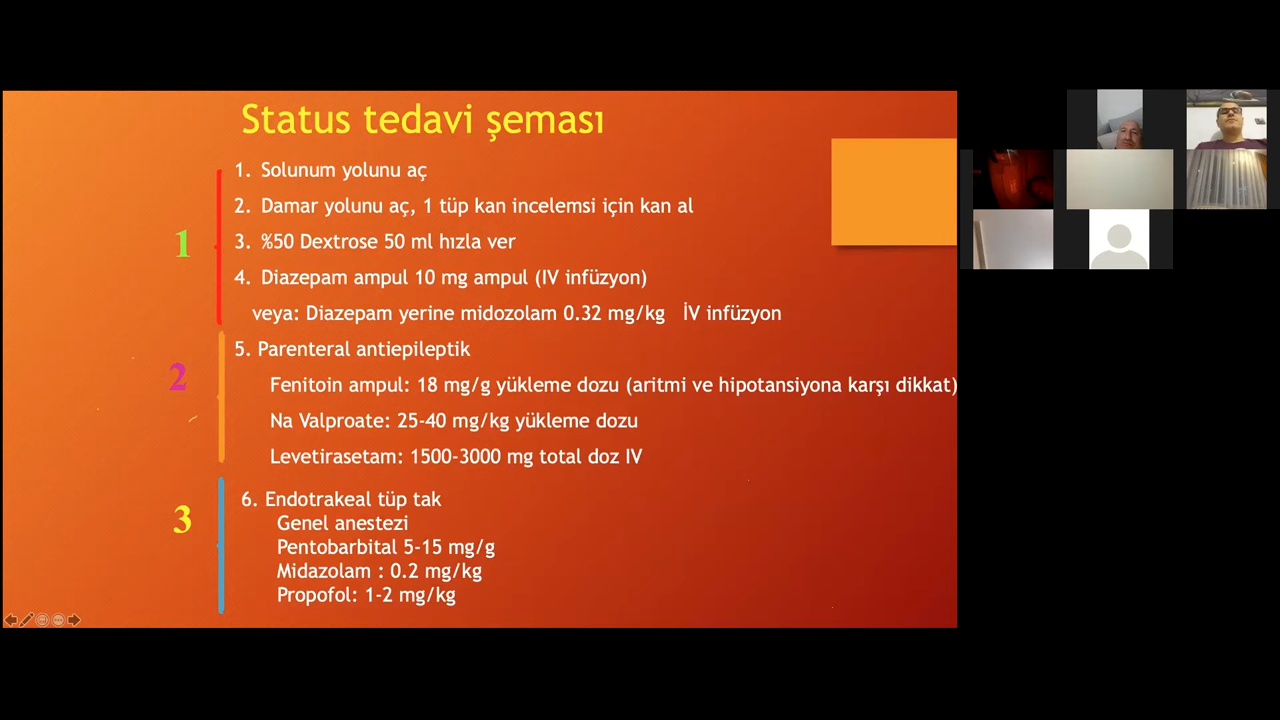 Status tedavi şeması
1. Solunum yolunu aç
2. Damar yolunu aç, 1 tüp kan incelemsi için kan al
3. %50 Dextrose 50 ml hızla ver
4. Diazepam ampul 10 mg ampul (IV infüzyon)
veya: Diazepam yerine midozolam 0.32 mg/kg İV infüzyon
1
5. Parenteral antiepileptik
Fenitoin ampul: 18 mg/g yükleme dozu (aritmi ve hipotansiyona karşı dikkat)
Na Valproate: 25-40 mg/kg yükleme dozu
Levetirasetam: 1500-3000 mg total doz IV
2
6. Endotrakeal tüp tak
Genel anestezi
Pentobarbital 5-15 mg/g
Midazolam : 0.2 mg/kg
Propofol: 1-2 mg/kg
3